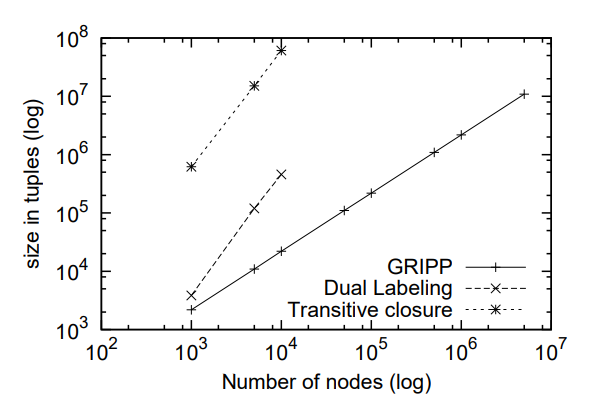 size in tuples (log)
10^8
10^7
10^6
10^5
10^4
10^3
GRIPP
Dual Labeling
Transitive closure
10^2 10^3 10^4 10^5 10^6 10^7
Number of nodes (log)